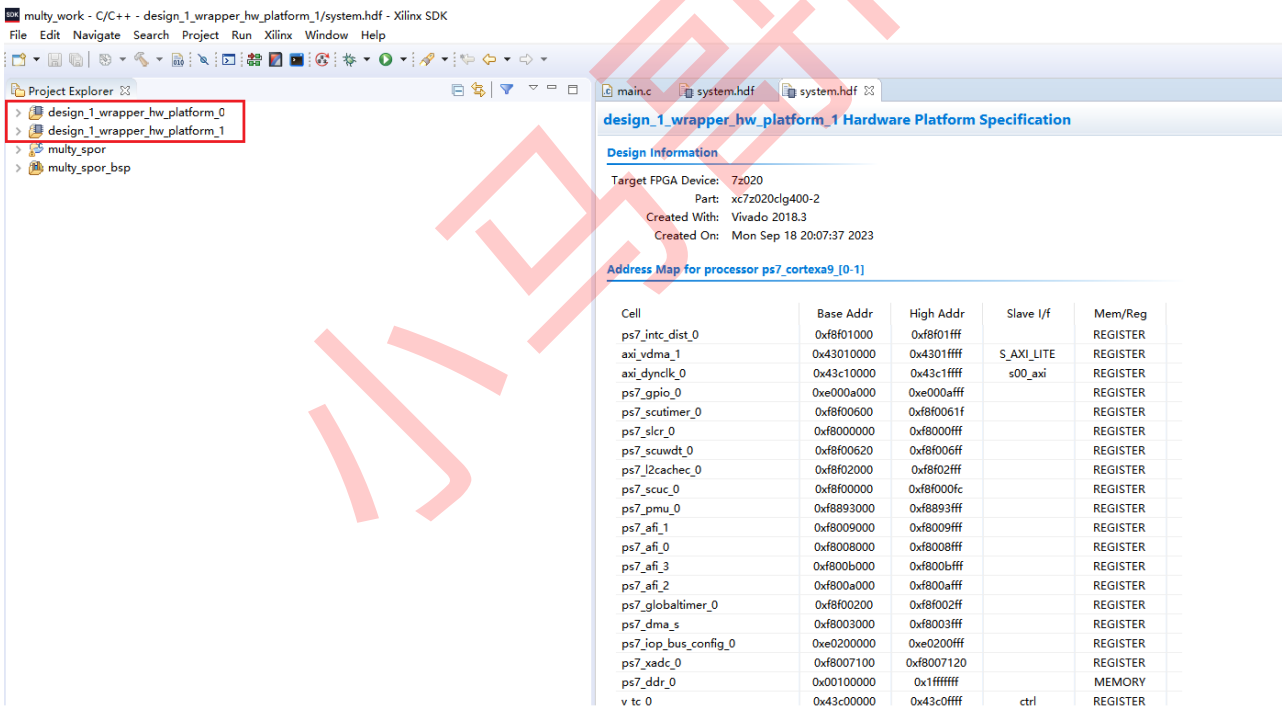 multy_work - C/C++ - design_1_wrapper_hw_platform_1/system.hdf - Xilinx SDK
File Edit Navigate Search Project Run Xilinx Window Help
Project Explorer
design_1_wrapper_hw_platform_0
design_1_wrapper_hw_platform_1
multy_spor
multy_spor_bsp
main.c system.hdf system.hdf
design_1_wrapper_hw_platform_1 Hardware Platform Specification
Design Information
Target FPGA Device: 7z020
Part: xc7z020clg400-2
Created With: Vivado 2018.3
Created On: Mon Sep 18 20:07:37 2023
Address Map for processor ps7_cortexa9_[0-1]
Cell Base Addr High Addr Slave I/f Mem/Reg
ps7_intc_dist_0 0xf8f01000 0xf8f01fff REGISTER
axi_vdma_1 0x43010000 0x4301ffff S_AXI_LITE REGISTER
axi_dynclk_0 0x43c10000 0x43c1ffff s00_axi REGISTER
ps7_gpio_0 0xe000a000 0xe000afff REGISTER
ps7_scutimer_0 0xf8f00600 0xf8f0061f REGISTER
ps7_slcr_0 0xf8000000 0xf8000fff REGISTER
ps7_scuwdt_0 0xf8f00620 0xf8f006ff REGISTER
ps7_l2cachec_0 0xf8f02000 0xf8f02fff REGISTER
ps7_scuc_0 0xf8f00000 0xf8f000fc REGISTER
ps7_pmu_0 0xf8893000 0xf8893fff REGISTER
ps7_afi_1 0xf8009000 0xf8009fff REGISTER
ps7_afi_0 0xf8008000 0xf8008fff REGISTER
ps7_afi_3 0xf800b000 0xf800bfff REGISTER
ps7_afi_2 0xf800a000 0xf800afff REGISTER
ps7_globaltimer_0 0xf8f00200 0xf8f002ff REGISTER
ps7_dma_s 0xf8003000 0xf8003fff REGISTER
ps7_iop_bus_config_0 0xe0200000 0xe0200fff REGISTER
ps7_xadc_0 0xf8007100 0xf8007120 REGISTER
ps7_ddr_0 0x00100000 0x1fffffff MEMORY
v_tc_0 0x43c00000 0x43c0ffff ctrl REGISTER
小马